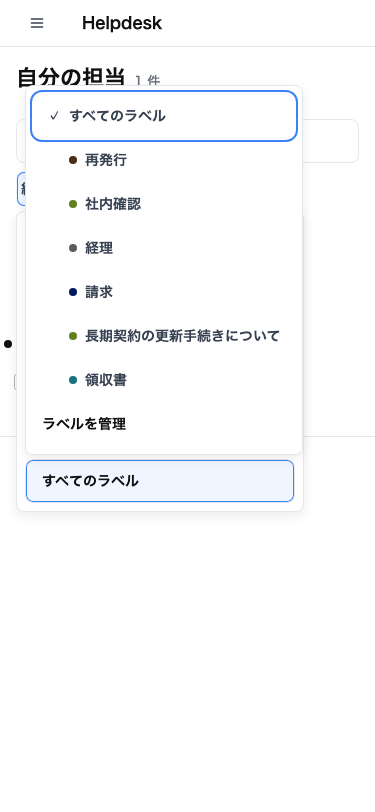 Helpdesk
自分の担当 1 件
すべてのラベル
再発行
社内確認
経理
請求
長期契約の更新手続きについて
領収書
ラベルを管理
すべてのラベル